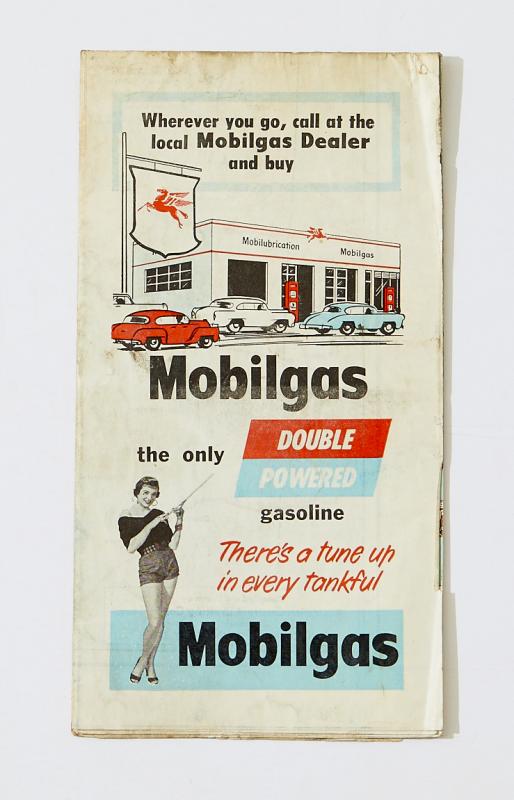 Wherever you go, call at the
local Mobilgas Dealer
and buy
Mobilubrication
Mobilgas
Mobilgas
the only
DOUBLE
POWERED
gasoline
There's a tune up
in every tankful
Mobilgas